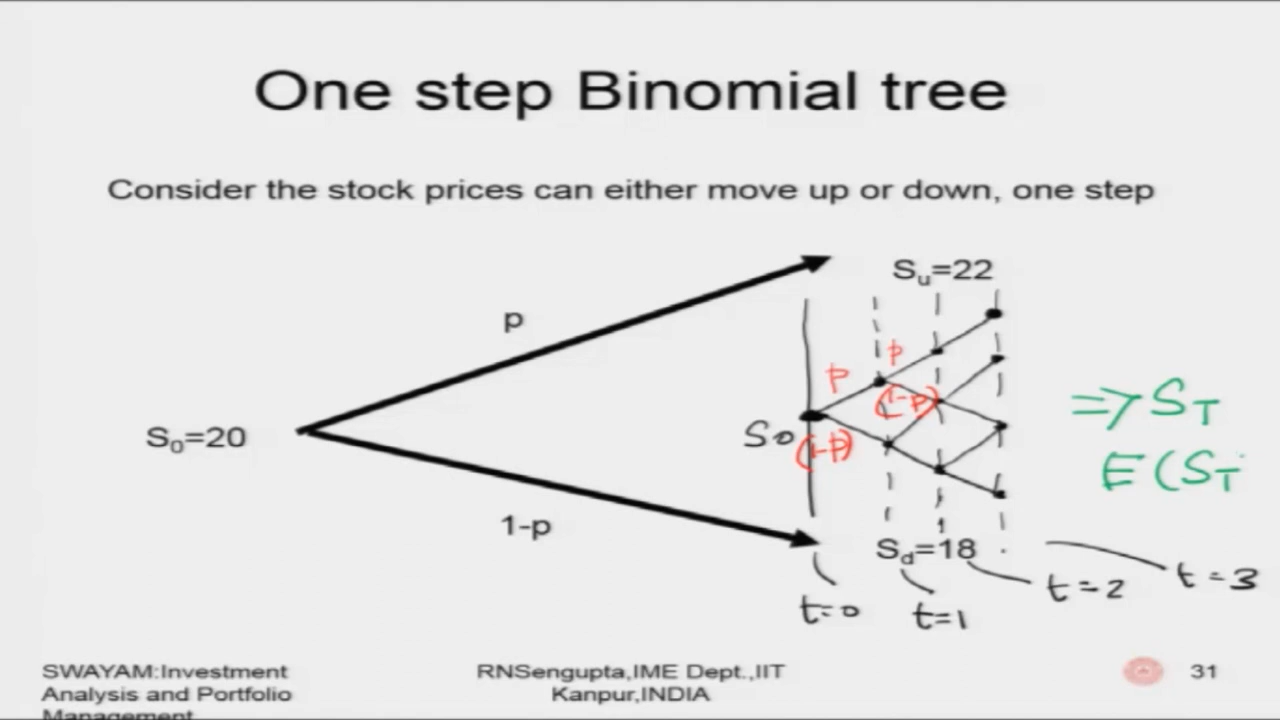 One step Binomial tree
Consider the stock prices can either move up or down, one step
Su=22
p
p
p
(1-p)
=> ST
S0=20
S0
(1-p)
E(ST
1-p
Sd=18
t=0
t=1
t=2
t=3
SWAYAM:Investment
Analysis and Portfolio
Management
RNSengupta,IME Dept.,IIT
Kanpur,INDIA
31